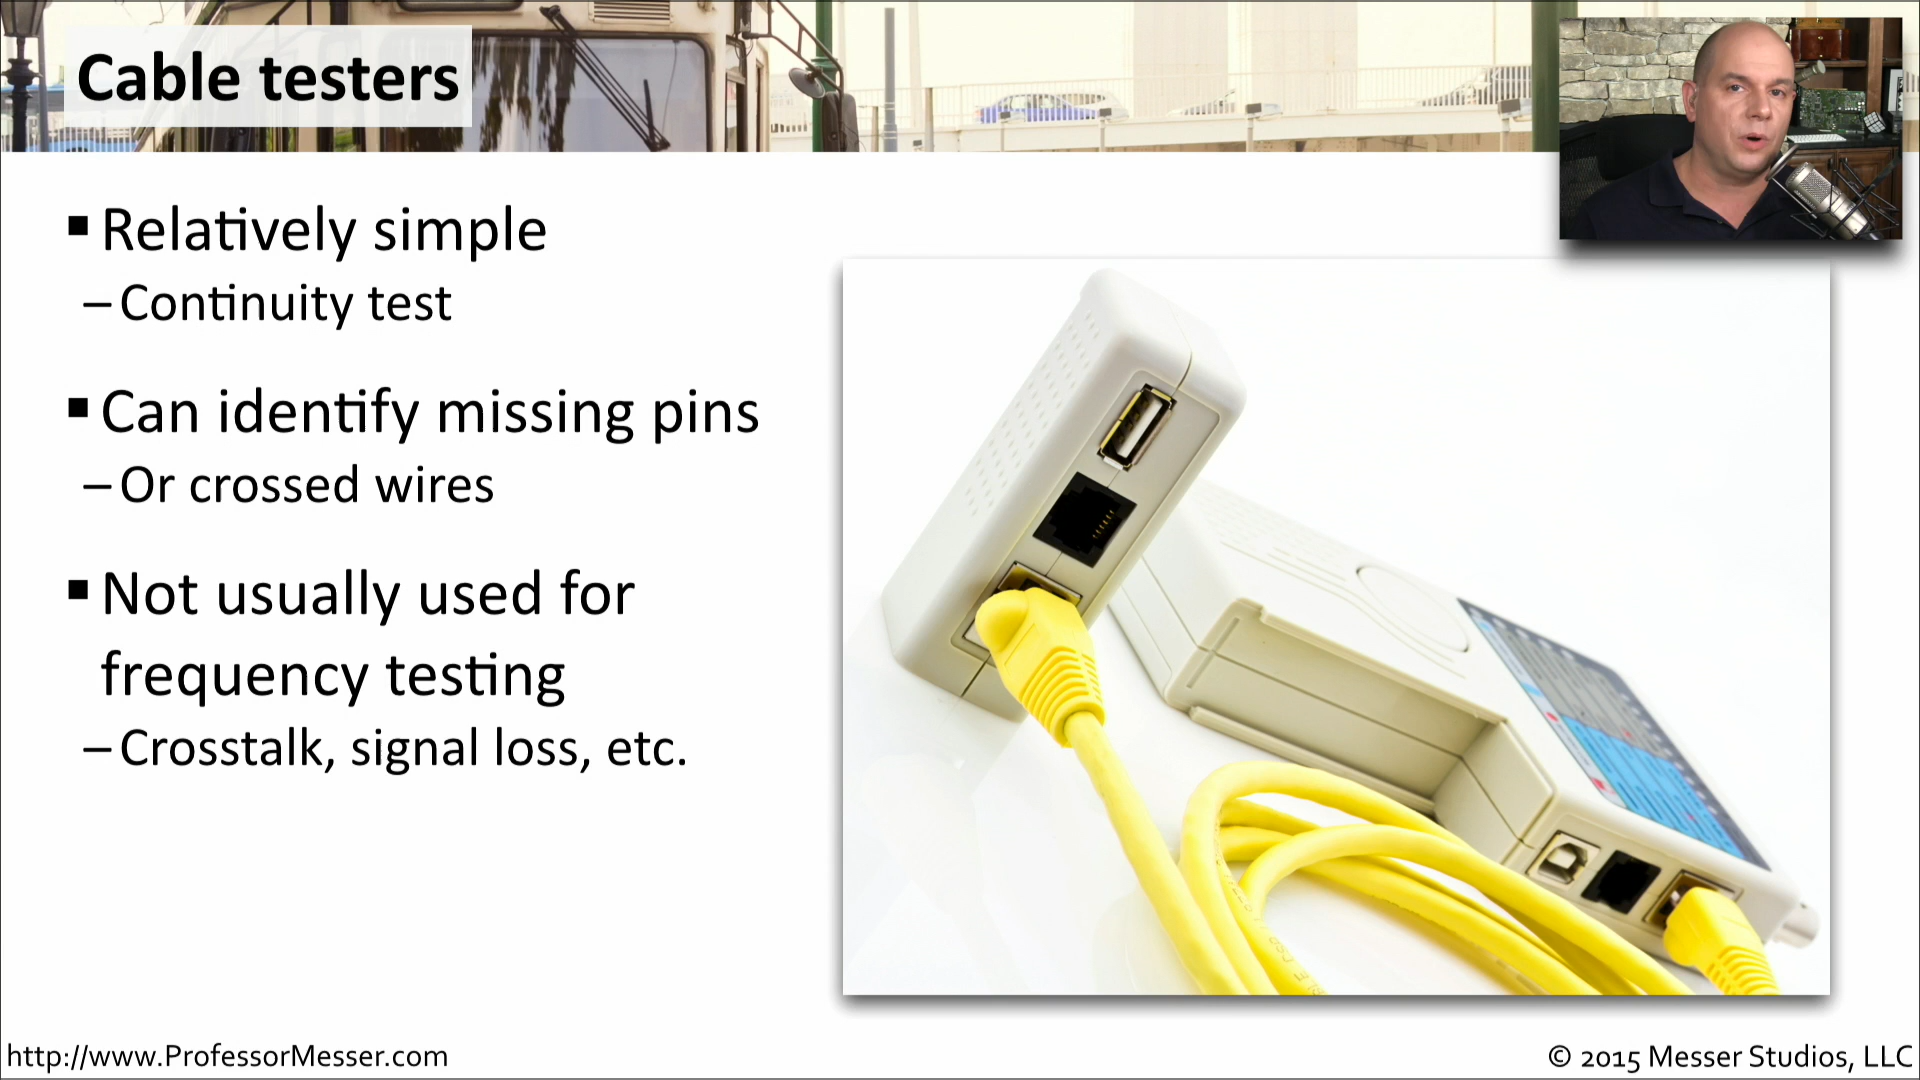 Cable testers
▪ Relatively simple
– Continuity test
▪ Can identify missing pins
– Or crossed wires
▪ Not usually used for
frequency testing
– Crosstalk, signal loss, etc.
http://www.ProfessorMesser.com
© 2015 Messer Studios, LLC